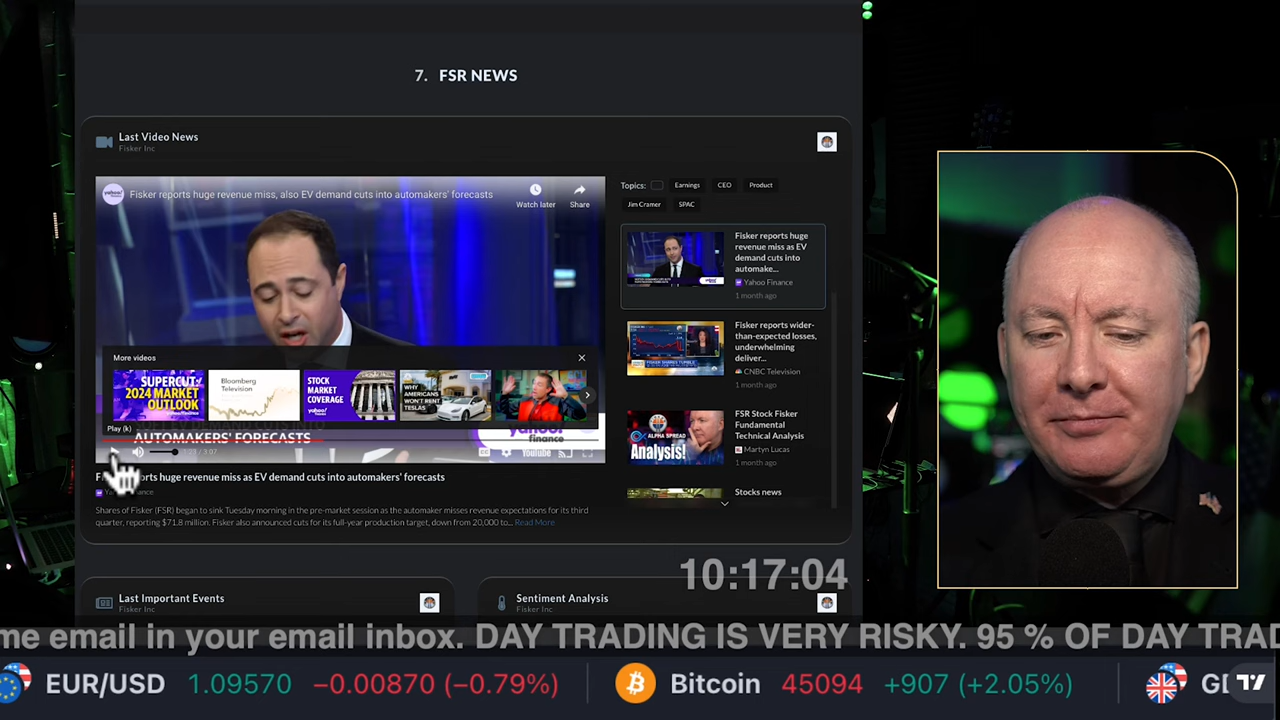 7. FSR NEWS
Last Video News
Fisker Inc
Fisker reports huge revenue miss, also EV demand cuts into automakers' forecasts
Watch later
Share
More videos
SUPERCUT:
2024 MARKET
OUTLOOK
Bloomberg
Television
STOCK
MARKET
COVERAGE
yahoo!
WHY
AMERICANS
WON'T RENT
TESLAS
Play (k)
AUTOMAKERS' FORECASTS
yahoo!
finance
/ 3:07
YouTube
orts huge revenue miss as EV demand cuts into automakers' forecasts
Shares of Fisker (FSR) began to sink Tuesday morning in the pre-market session as the automaker misses revenue expectations for its third
quarter, reporting $71.8 million. Fisker also announced cuts for its full-year production target, down from 20,000 to... Read More
Topics:
Earnings
CEO
Product
Jim Cramer
SPAC
Fisker reports huge
revenue miss as EV
demand cuts into
automake...
Yahoo Finance
1 month ago
Fisker reports wider-
than-expected losses,
underwhelming
deliver...
CNBC Television
1 month ago
ALPHA SPREAD
Analysis!
FSR Stock Fisker
Fundamental
Technical Analysis
Martyn Lucas
1 month ago
Stocks news
10:17:04
Last Important Events
Fisker Inc
Sentiment Analysis
Fisker Inc
me email in your email inbox. DAY TRADING IS VERY RISKY. 95 % OF DAY TRAD
EUR/USD 1.09570 −0.00870 (−0.79%)
Bitcoin 45094 +907 (+2.05%)